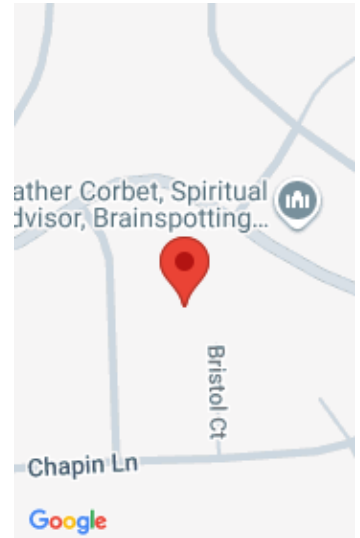 ather Corbet, Spiritual
dvisor, Brainspotting...
Bristol Ct
Chapin Ln
Google